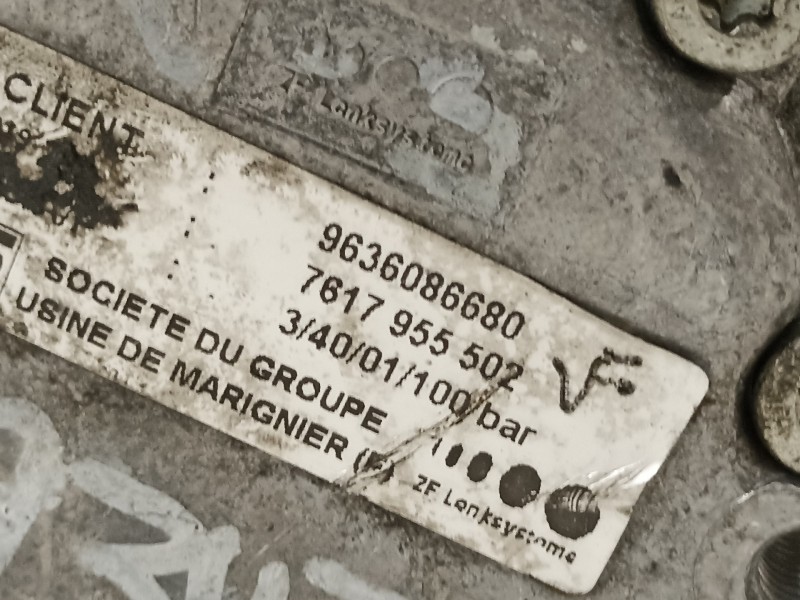 ZF Lenksysteme
CLIENT
9636086680
7617 955 502
3/40/01/100 bar
SOCIETE DU GROUPE
USINE DE MARIGNIER (F)
VF
ZF Lenksysteme